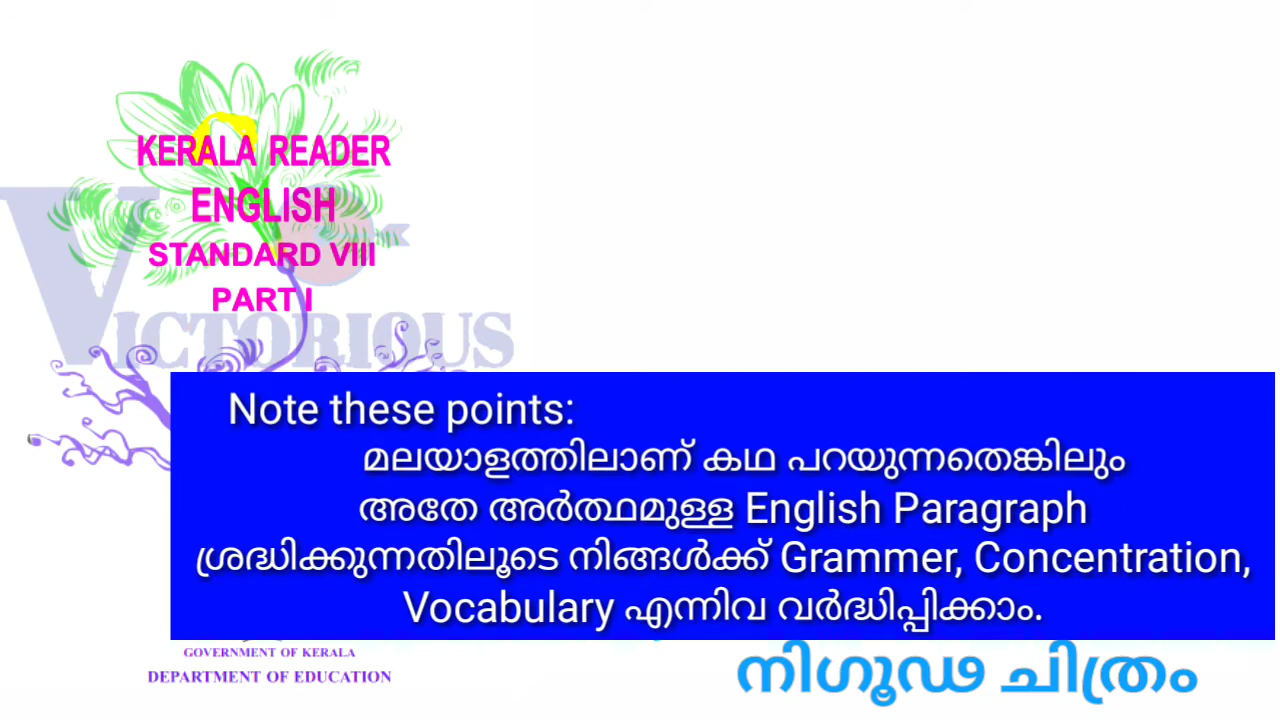 KERALA READER
ENGLISH
STANDARD VIII
PART I
VICTORIOUS
Note these points:
മലയാളത്തിലാണ് കഥ പറയുന്നതെങ്കിലും
അതേ അർത്ഥമുള്ള English Paragraph
ശ്രദ്ധിക്കുന്നതിലൂടെ നിങ്ങൾക്ക് Grammer, Concentration,
Vocabulary എന്നിവ വർദ്ധിപ്പിക്കാം.
GOVERNMENT OF KERALA
DEPARTMENT OF EDUCATION
നിഗൂഢ ചിത്രം